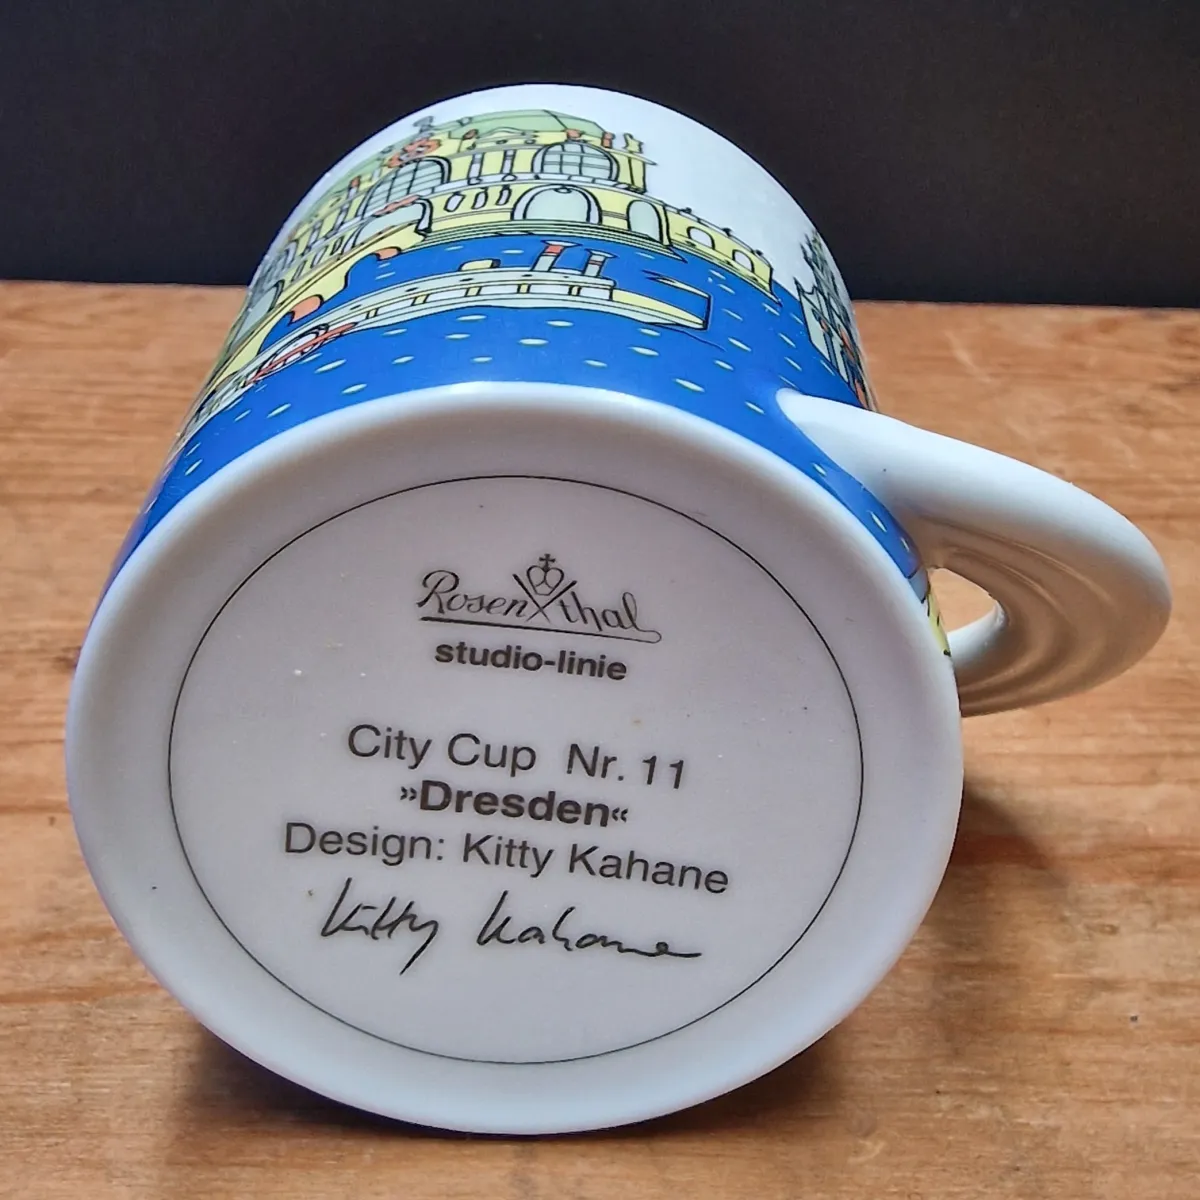 Rosenthal
studio-linie
City Cup Nr. 11
»Dresden«
Design: Kitty Kahane
Kitty Kahane